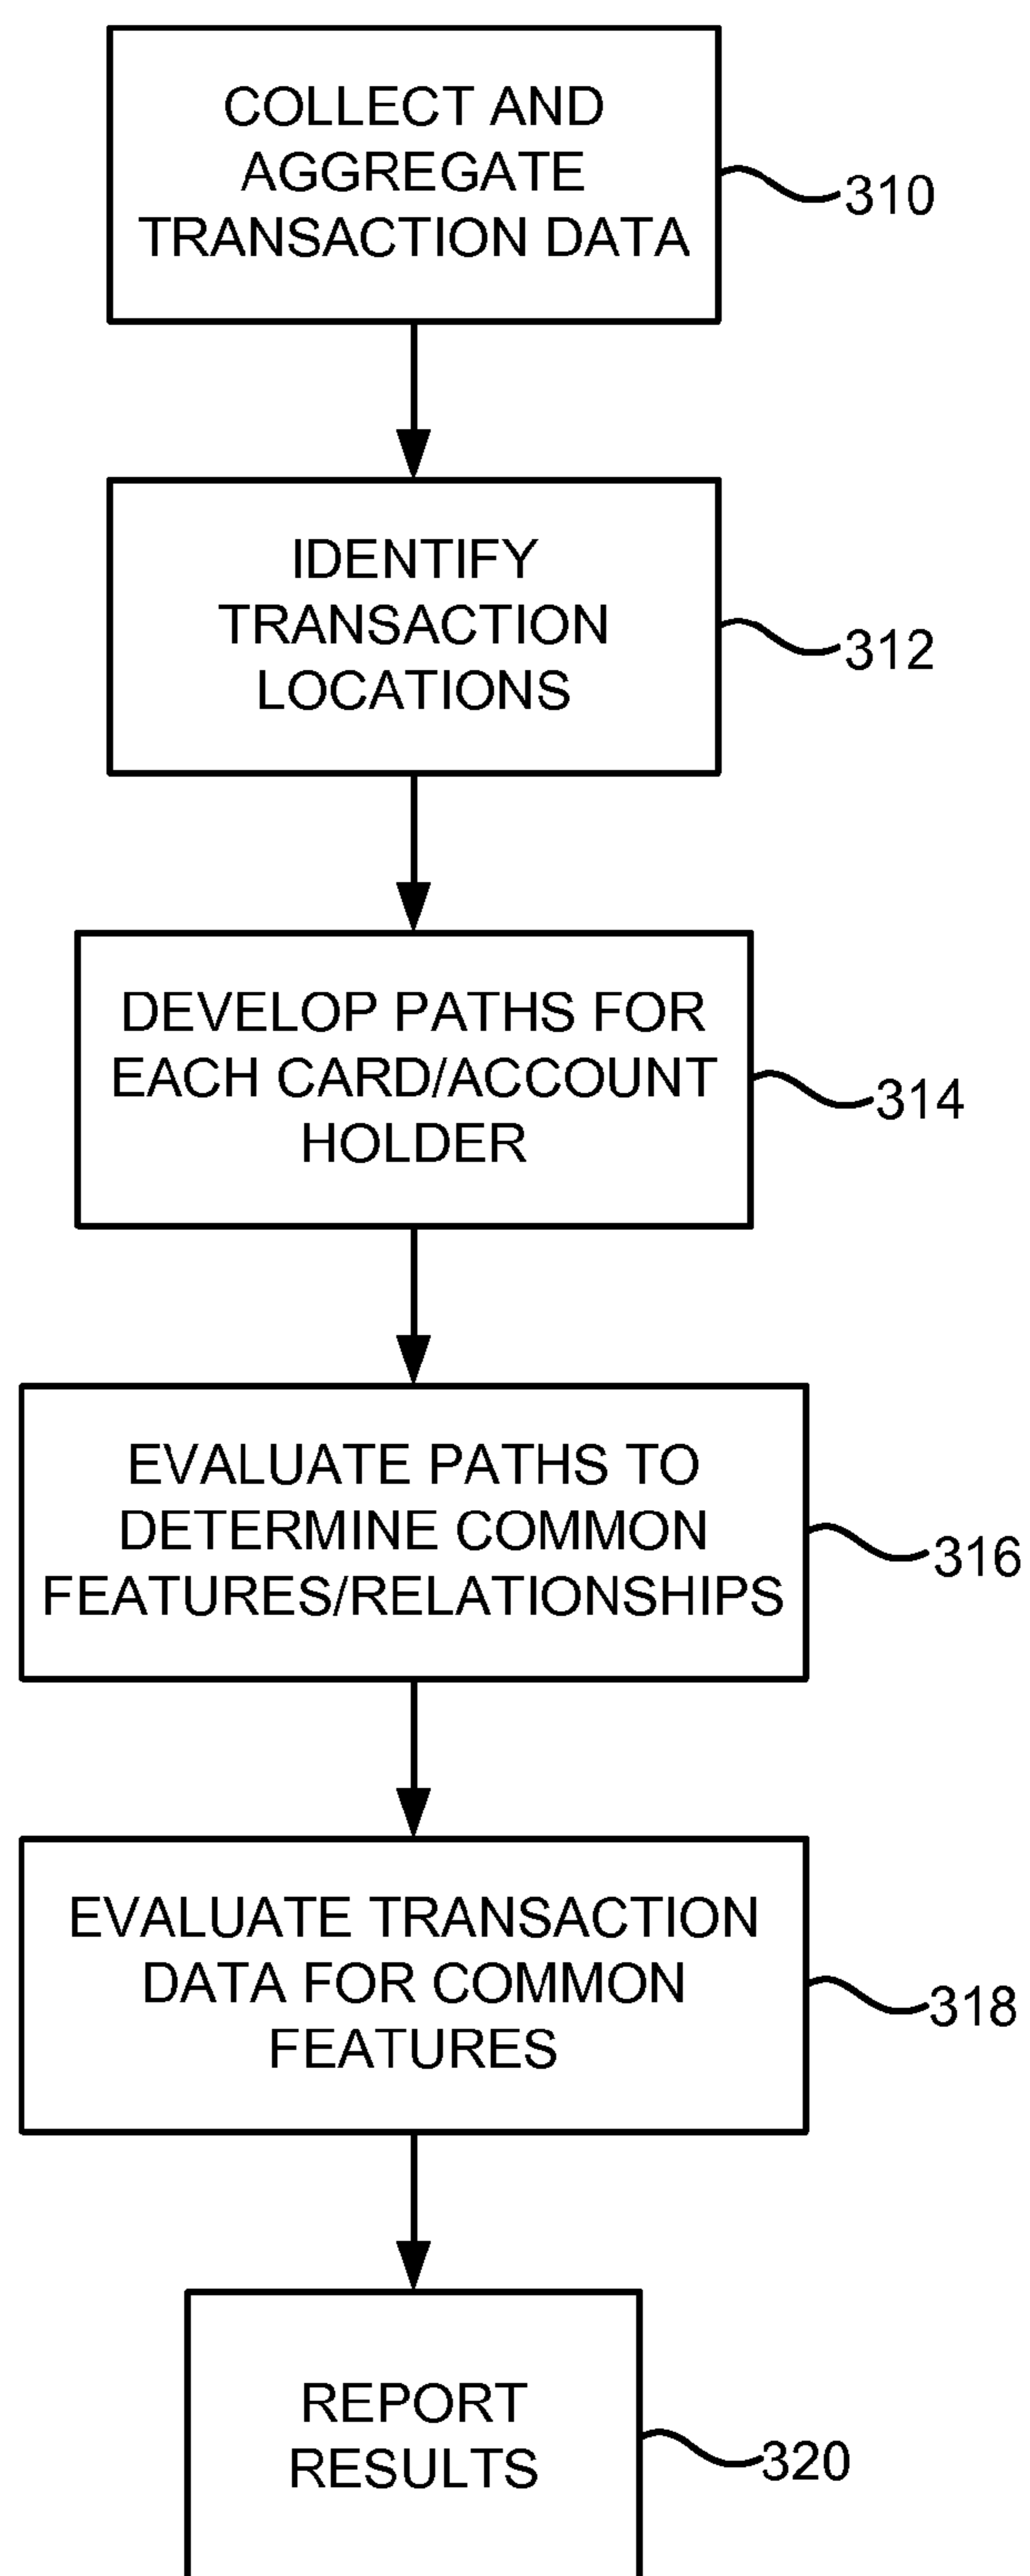 COLLECT AND
AGGREGATE
TRANSACTION DATA
310
IDENTIFY
TRANSACTION
LOCATIONS
312
DEVELOP PATHS FOR
EACH CARD/ACCOUNT
HOLDER
314
EVALUATE PATHS TO
DETERMINE COMMON
FEATURES/RELATIONSHIPS
316
EVALUATE TRANSACTION
DATA FOR COMMON
FEATURES
318
REPORT
RESULTS
320